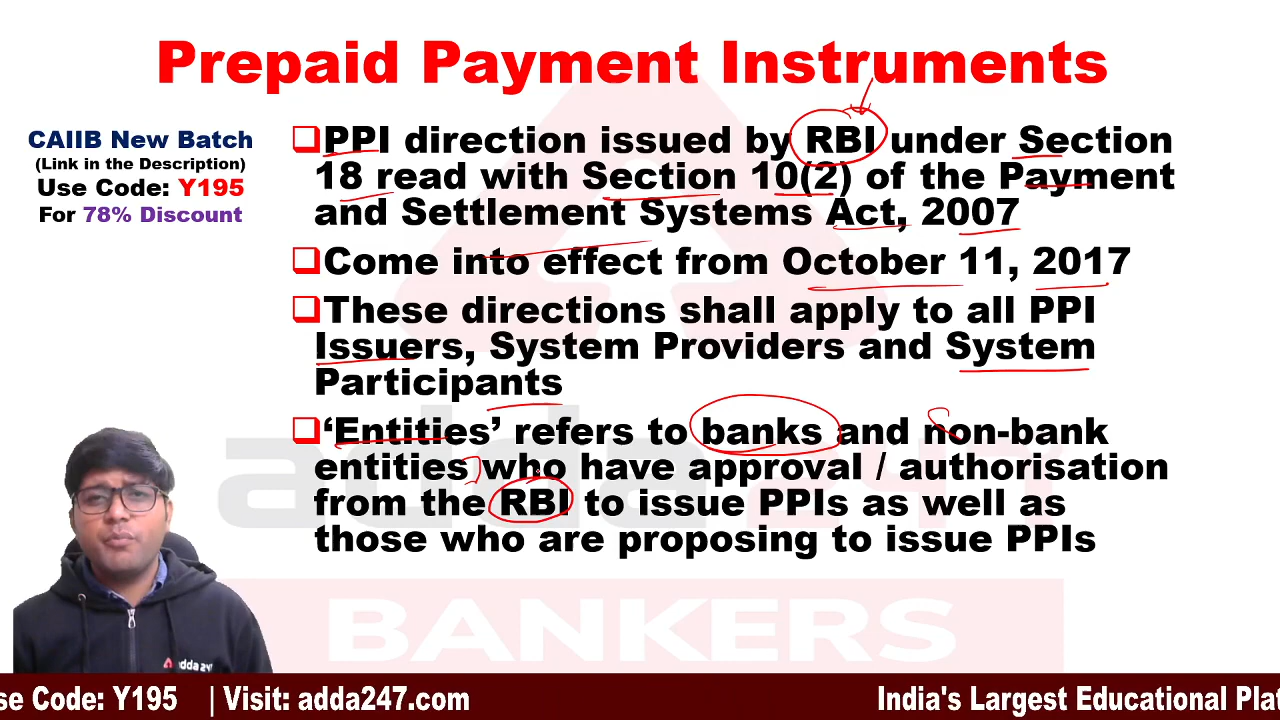 Prepaid Payment Instruments
CAIIB New Batch
(Link in the Description)
Use Code: Y195
For 78% Discount
PPI direction issued by RBI under Section
18 read with Section 10(2) of the Payment
and Settlement Systems Act, 2007
Come into effect from October 11, 2017
These directions shall apply to all PPI
Issuers, System Providers and System
Participants
‘Entities’ refers to banks and non-bank
entities who have approval / authorisation
from the RBI to issue PPIs as well as
those who are proposing to issue PPIs
adda247
BANKERS
adda247
se Code: Y195 | Visit: adda247.com
India's Largest Educational Plat